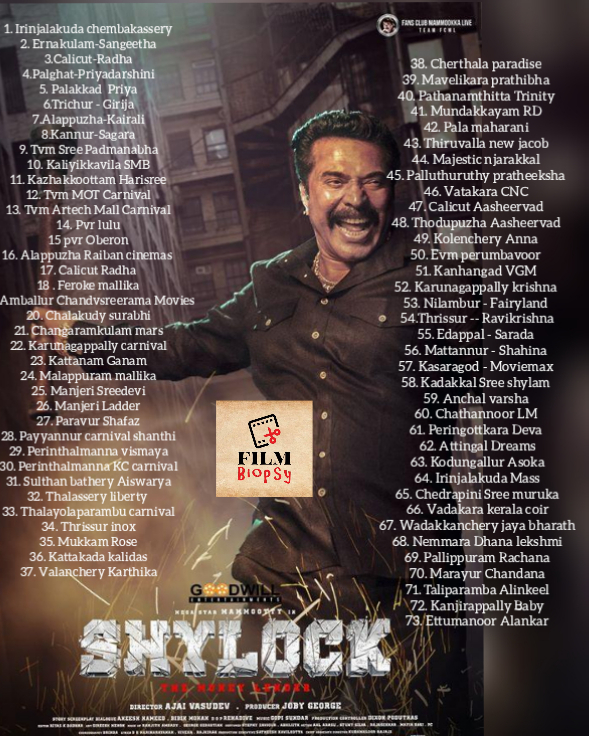 1. Irinjalakuda chembakassery
2. Ernakulam-Sangeetha
3.Calicut-Radha
4.Palghat-Priyadarshini
5. Palakkad Priya
6.Trichur - Girija
7.Alappuzha-Kairali
8.Kannur-Sagara
9. Tvm Sree Padmanabha
10. Kaliyikkavila SMB
11. Kazhakkoottam Harisree
12. Tvm MOT Carnival
13. Tvm Artech Mall Carnival
14. Pvr lulu
15 pvr Oberon
16. Alappuzha Raiban cinemas
17. Calicut Radha
18 . Feroke mallika
Amballur Chandvsreerama Movies
20. Chalakudy surabhi
21. Changaramkulam mars
22. Karunagappally carnival
23. Kattanam Ganam
24. Malappuram mallika
25. Manjeri Sreedevi
26. Manjeri Ladder
27. Paravur Shafaz
28. Payyannur carnival shanthi
29. Perinthalmanna vismaya
30. Perinthalmanna KC carnival
31. Sulthan bathery Aiswarya
32. Thalassery liberty
33. Thalayolaparambu carnival
34. Thrissur inox
35. Mukkam Rose
36. Kattakada kalidas
37. Valanchery Karthika
FANS CLUB MAMMOOKKA LIVE
TEAM FCML
38. Cherthala paradise
39. Mavelikara prathibha
40. Pathanamthitta Trinity
41. Mundakkayam RD
42. Pala maharani
43. Thiruvalla new jacob
44. Majestic njarakkal
45. Palluthuruthy pratheeksha
46. Vatakara CNC
47. Calicut Aasheervad
48. Thodupuzha Aasheervad
49. Kolenchery Anna
50. Evm perumbavoor
51. Kanhangad VGM
52. Karunagappally krishna
53. Nilambur - Fairyland
54.Thrissur -- Ravikrishna
55. Edappal - Sarada
56. Mattannur - Shahina
57. Kasaragod - Moviemax
58. Kadakkal Sree shylam
59. Anchal varsha
60. Chathannoor LM
61. Peringottkara Deva
62. Attingal Dreams
63. Kodungallur Asoka
64. Irinjalakuda Mass
65. Chedrapini Sree muruka
66. Vadakara kerala coir
67. Wadakkanchery jaya bharath
68. Nemmara Dhana lekshmi
69. Pallippuram Rachana
70. Marayur Chandana
71. Taliparamba Alinkeel
72. Kanjirappally Baby
73. Ettumanoor Alankar
FILM
BIOPSY
GOODWILL
ENTERTAINMENTS
MEGA STAR MAMMOOTTY IN
SHYLOCK
THE MONEY LENDER
DIRECTOR AJAI VASUDEV . PRODUCER JOBY GEORGE